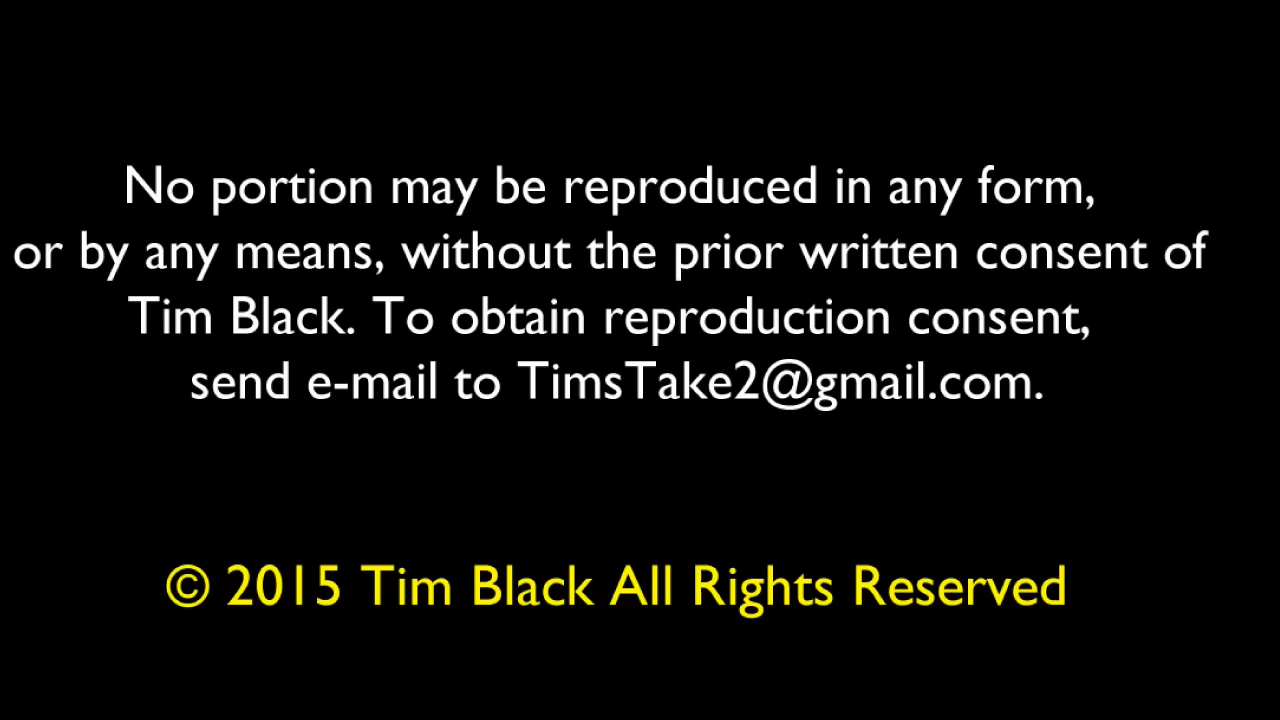 No portion may be reproduced in any form,
or by any means, without the prior written consent of
Tim Black. To obtain reproduction consent,
send e-mail to TimsTake2@gmail.com.
© 2015 Tim Black All Rights Reserved